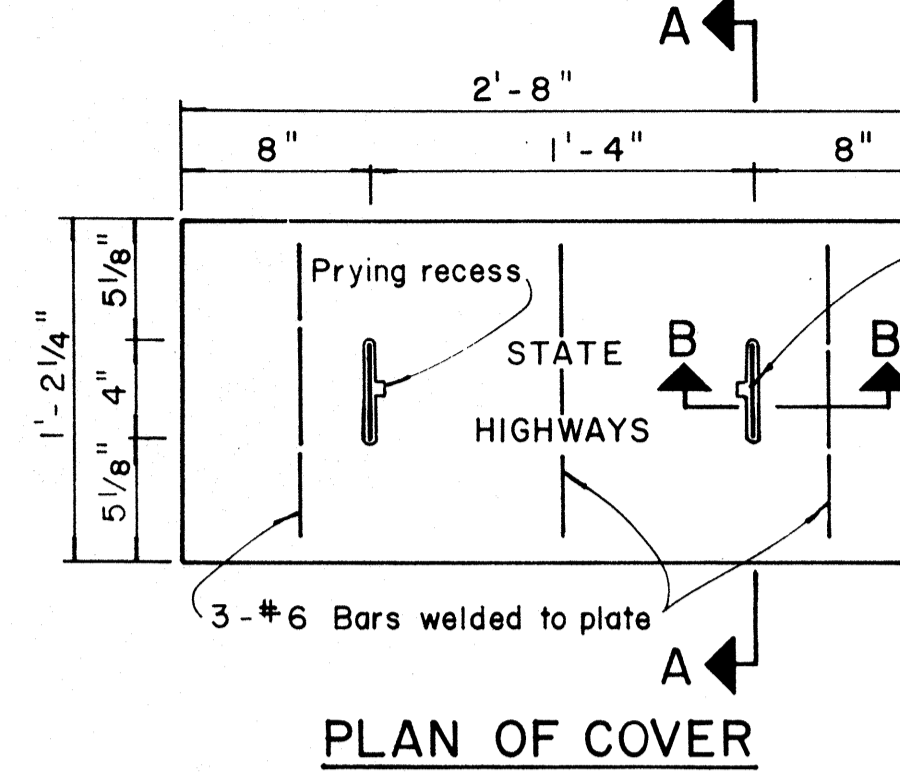 A
2'-8"
8" 1'-4" 8"
5 1/8"
Prying recess
1'-2 1/4"
4"
STATE
B B
HIGHWAYS
5 1/8"
3-#6 Bars welded to plate
A
PLAN OF COVER